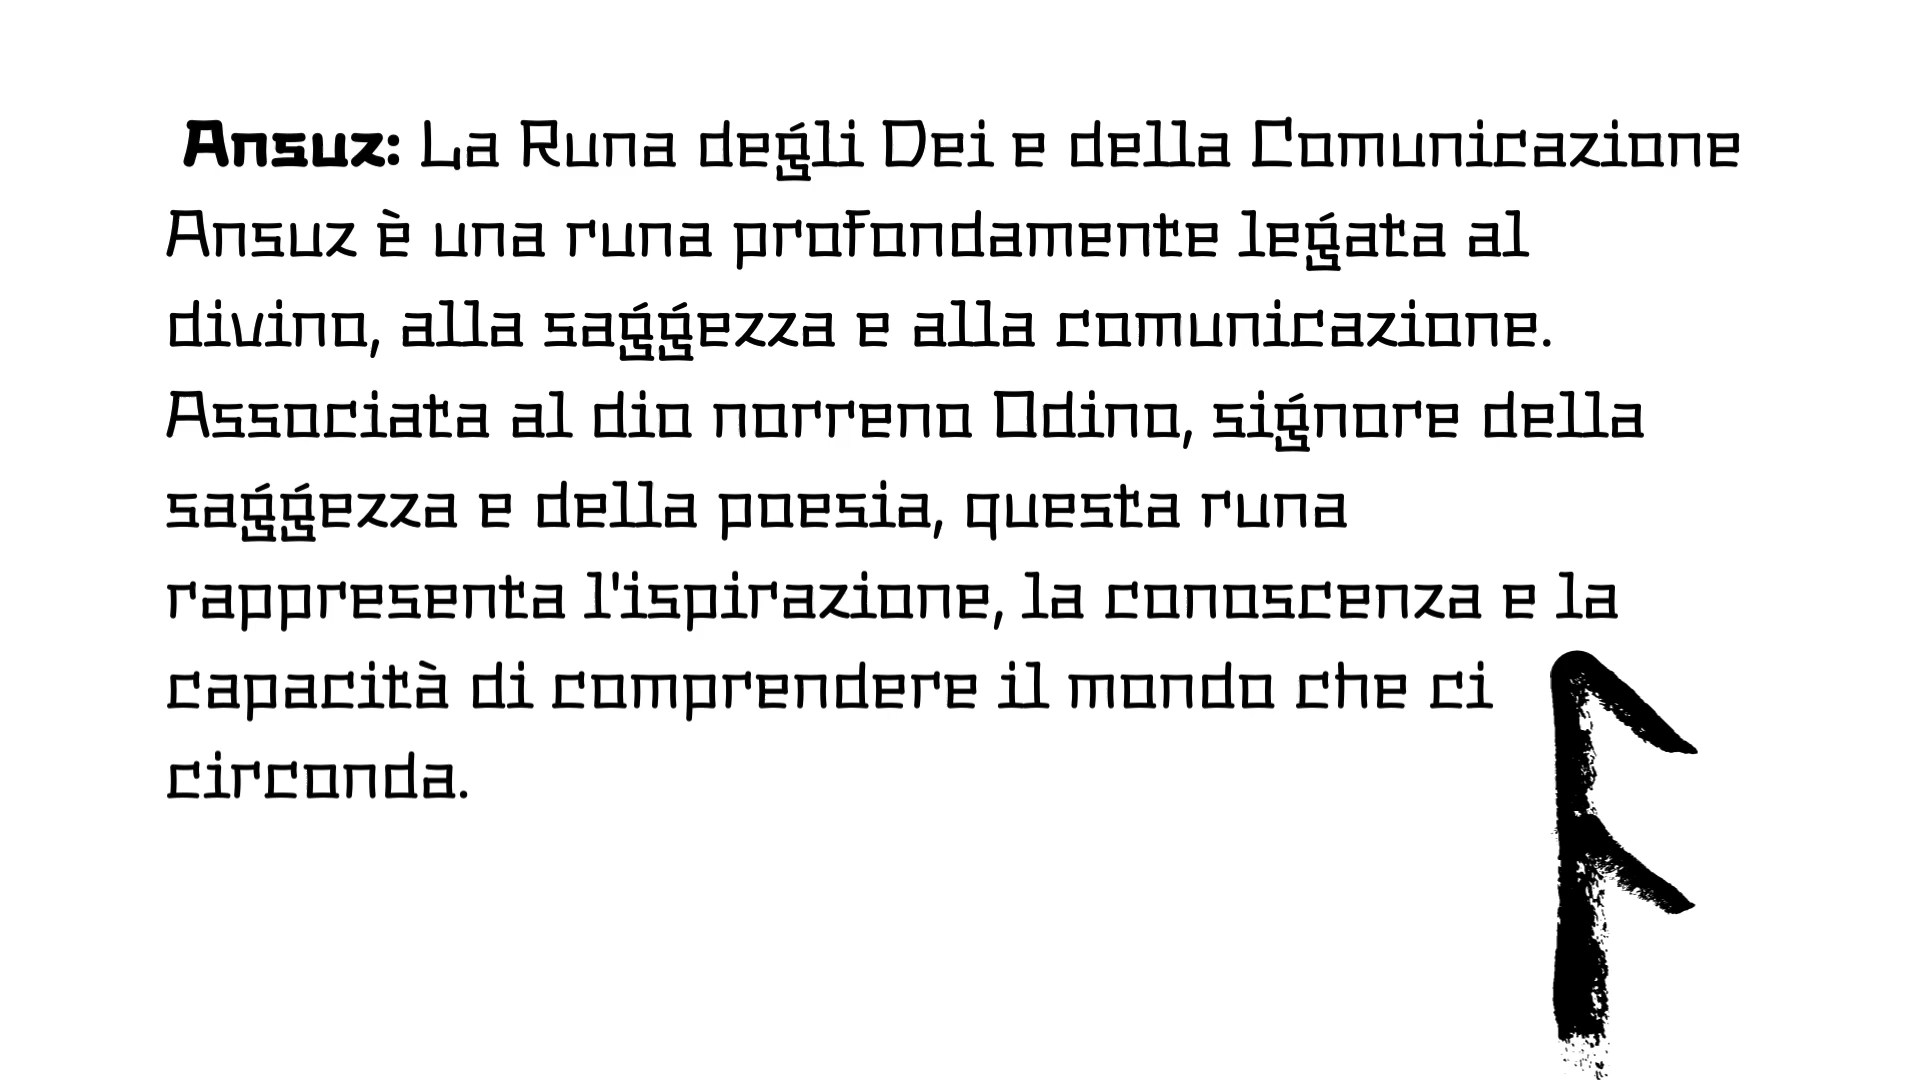 Ansuz: La Runa degli Dei e della Comunicazione
Ansuz è una runa profondamente legata al
divino, alla saggezza e alla comunicazione.
Associata al dio norreno Odino, signore della
saggezza e della poesia, questa runa
rappresenta l'ispirazione, la conoscenza e la
capacità di comprendere il mondo che ci
circonda.
ᚨ